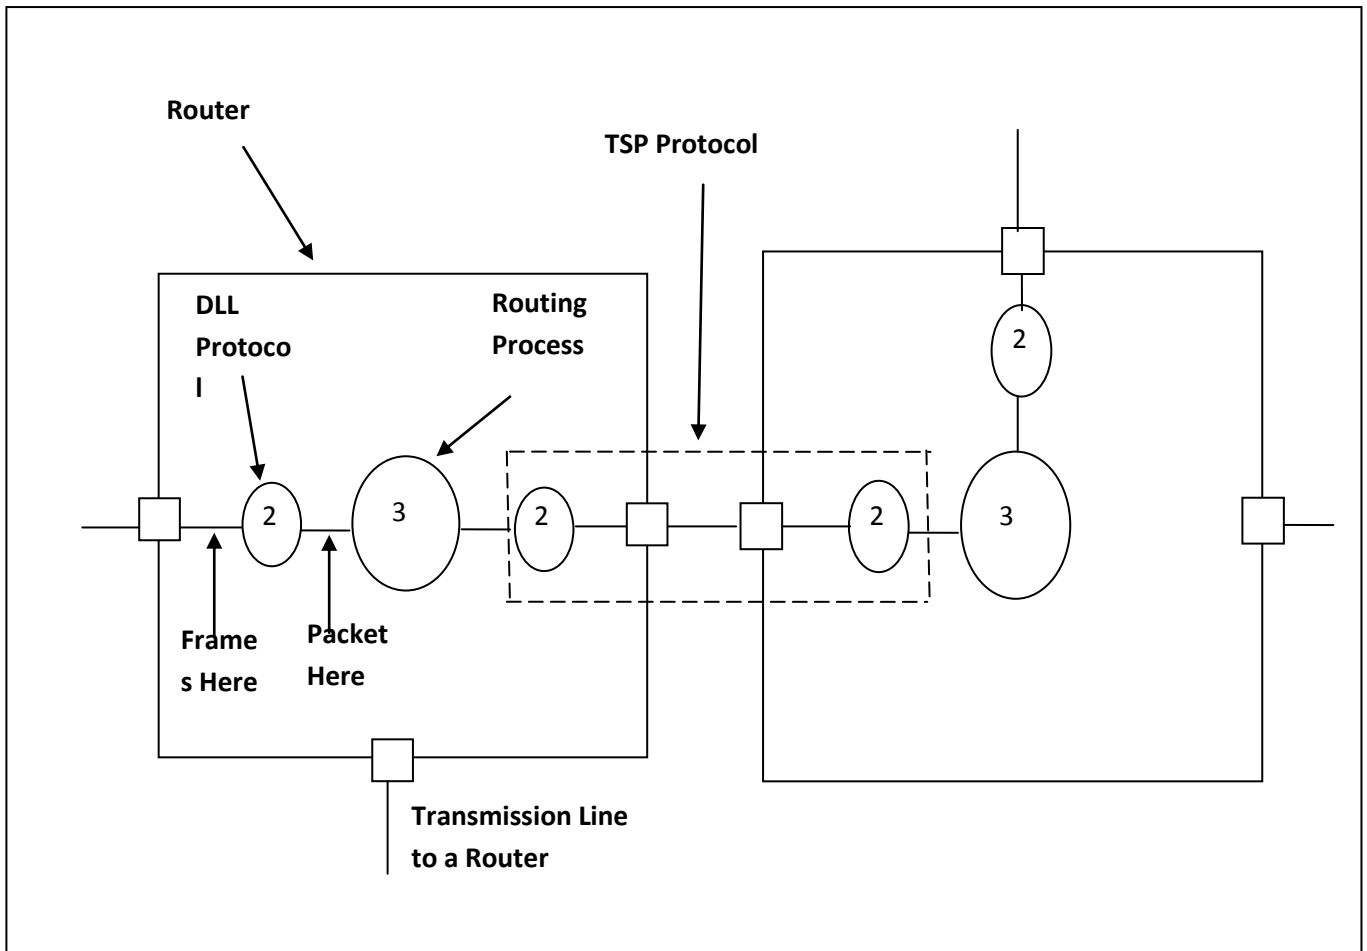 Router
TSP Protocol
DLL
Protoco
l
Routing
Process
2
2
3
2
2
3
Frame
s Here
Packet
Here
Transmission Line
to a Router